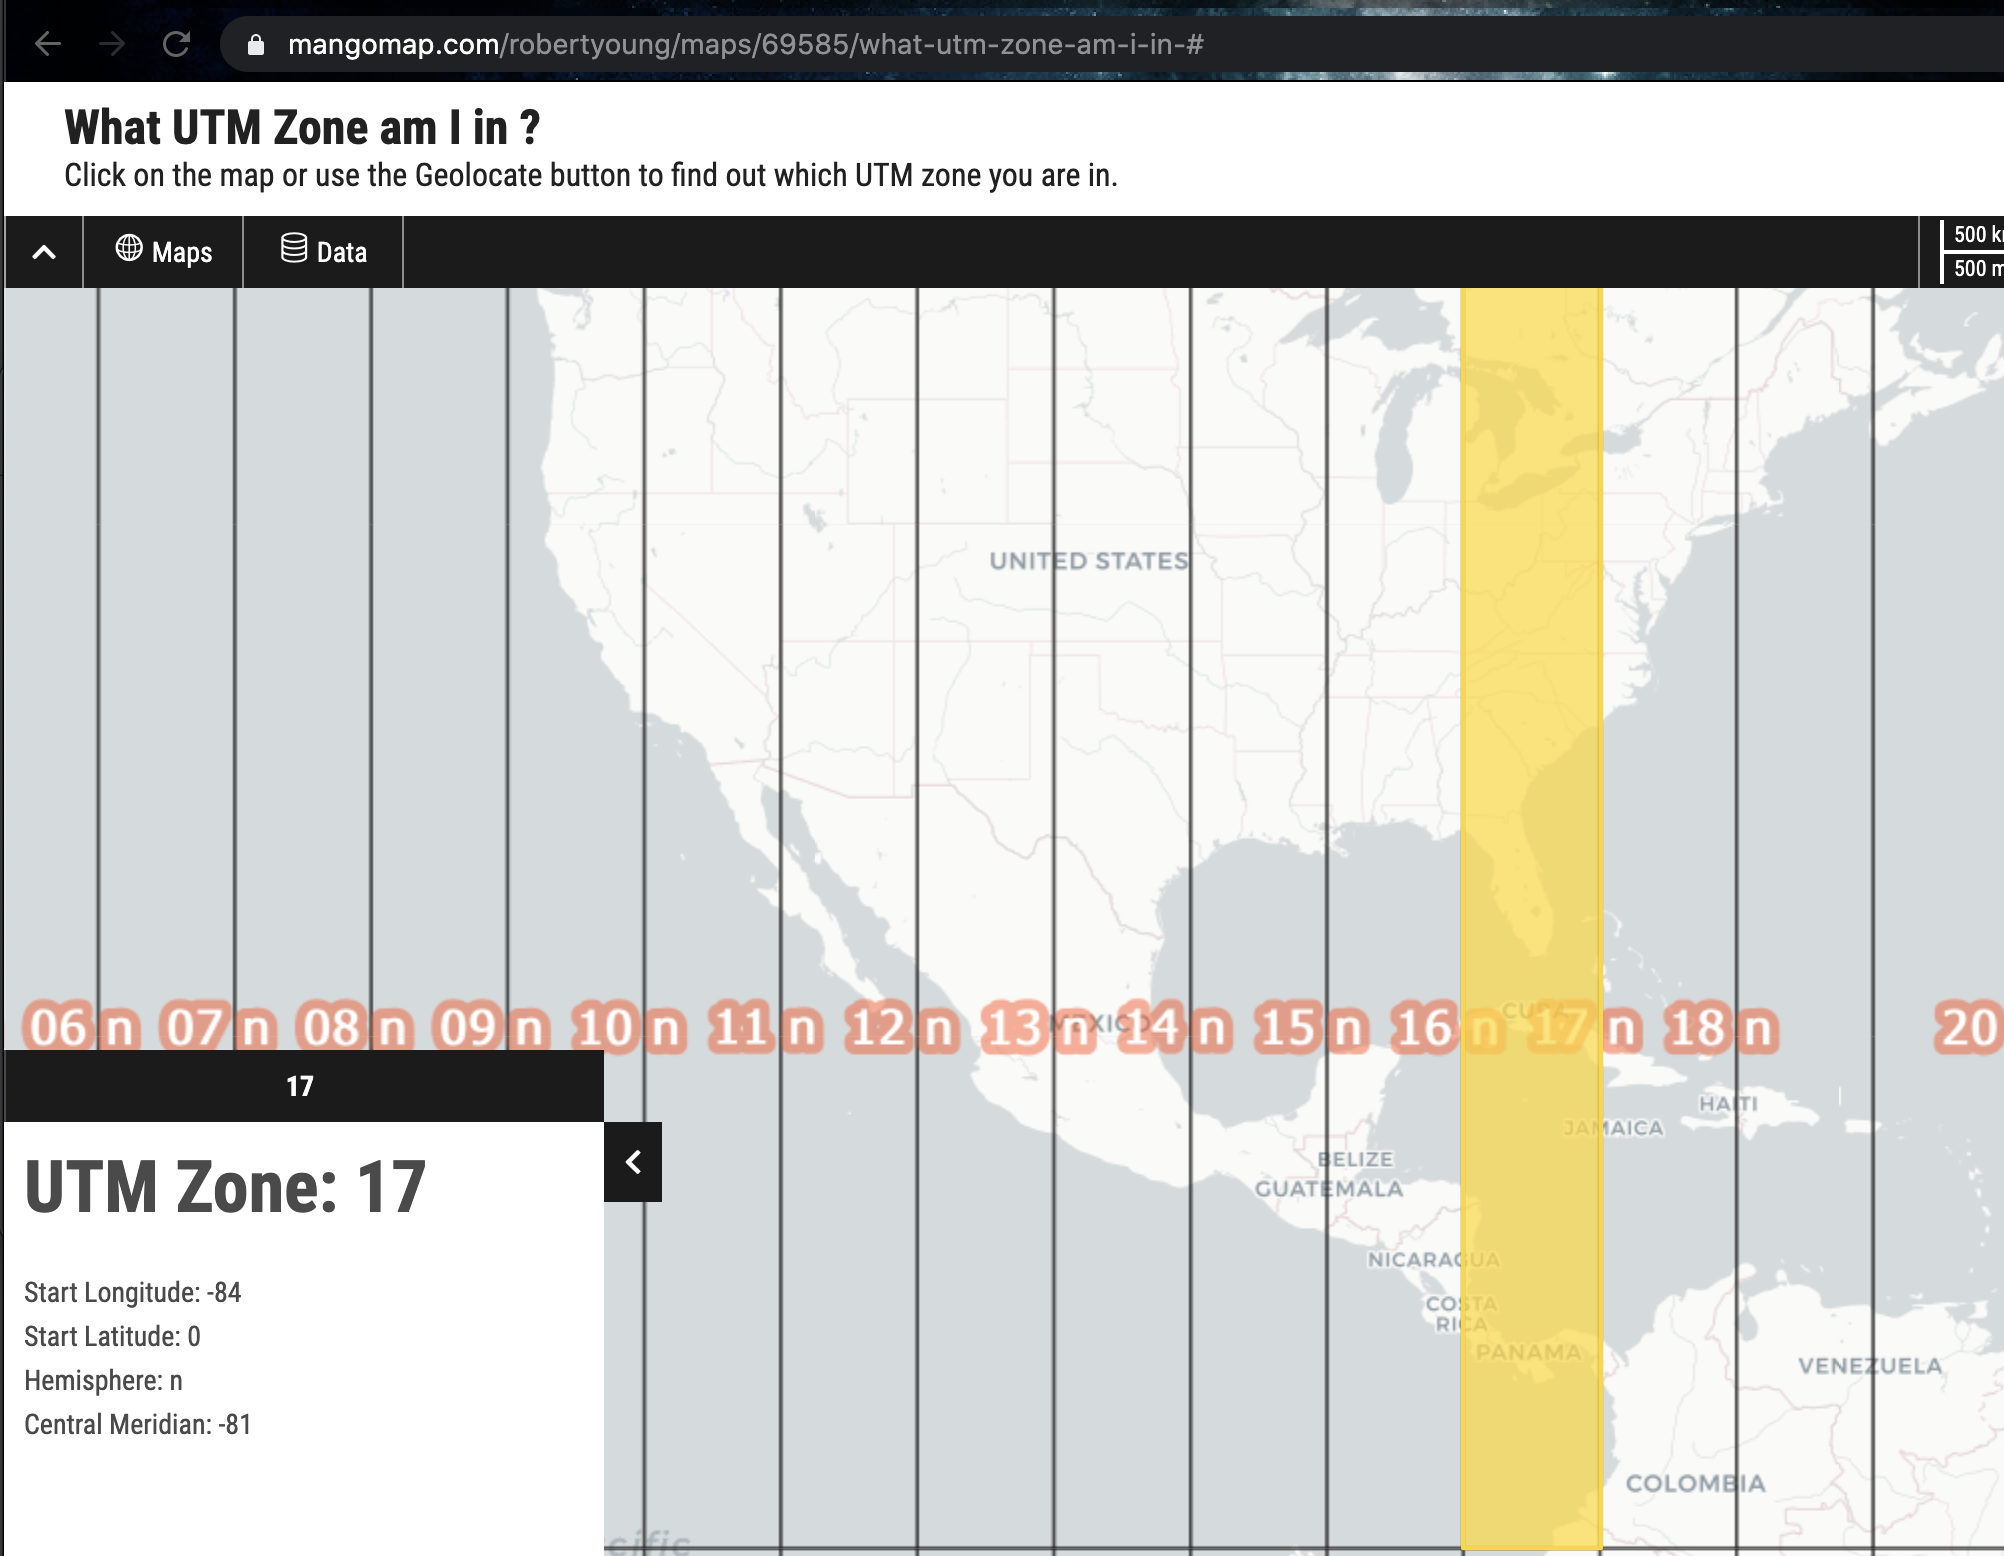 mangomap.com/robertyoung/maps/69585/what-utm-zone-am-i-in-#
What UTM Zone am I in ?
Click on the map or use the Geolocate button to find out which UTM zone you are in.
Maps
Data
500 k
500 m
UNITED STATES
06 n 07 n 08 n 09 n 10 n 11 n 12 n 13 n 14 n 15 n 16 n 17 n 18 n 20
MEXICO
CUBA
HAITI
JAMAICA
BELIZE
GUATEMALA
NICARAGUA
COSTA
RICA
PANAMA
VENEZUELA
COLOMBIA
cific
17
UTM Zone: 17
Start Longitude: -84
Start Latitude: 0
Hemisphere: n
Central Meridian: -81